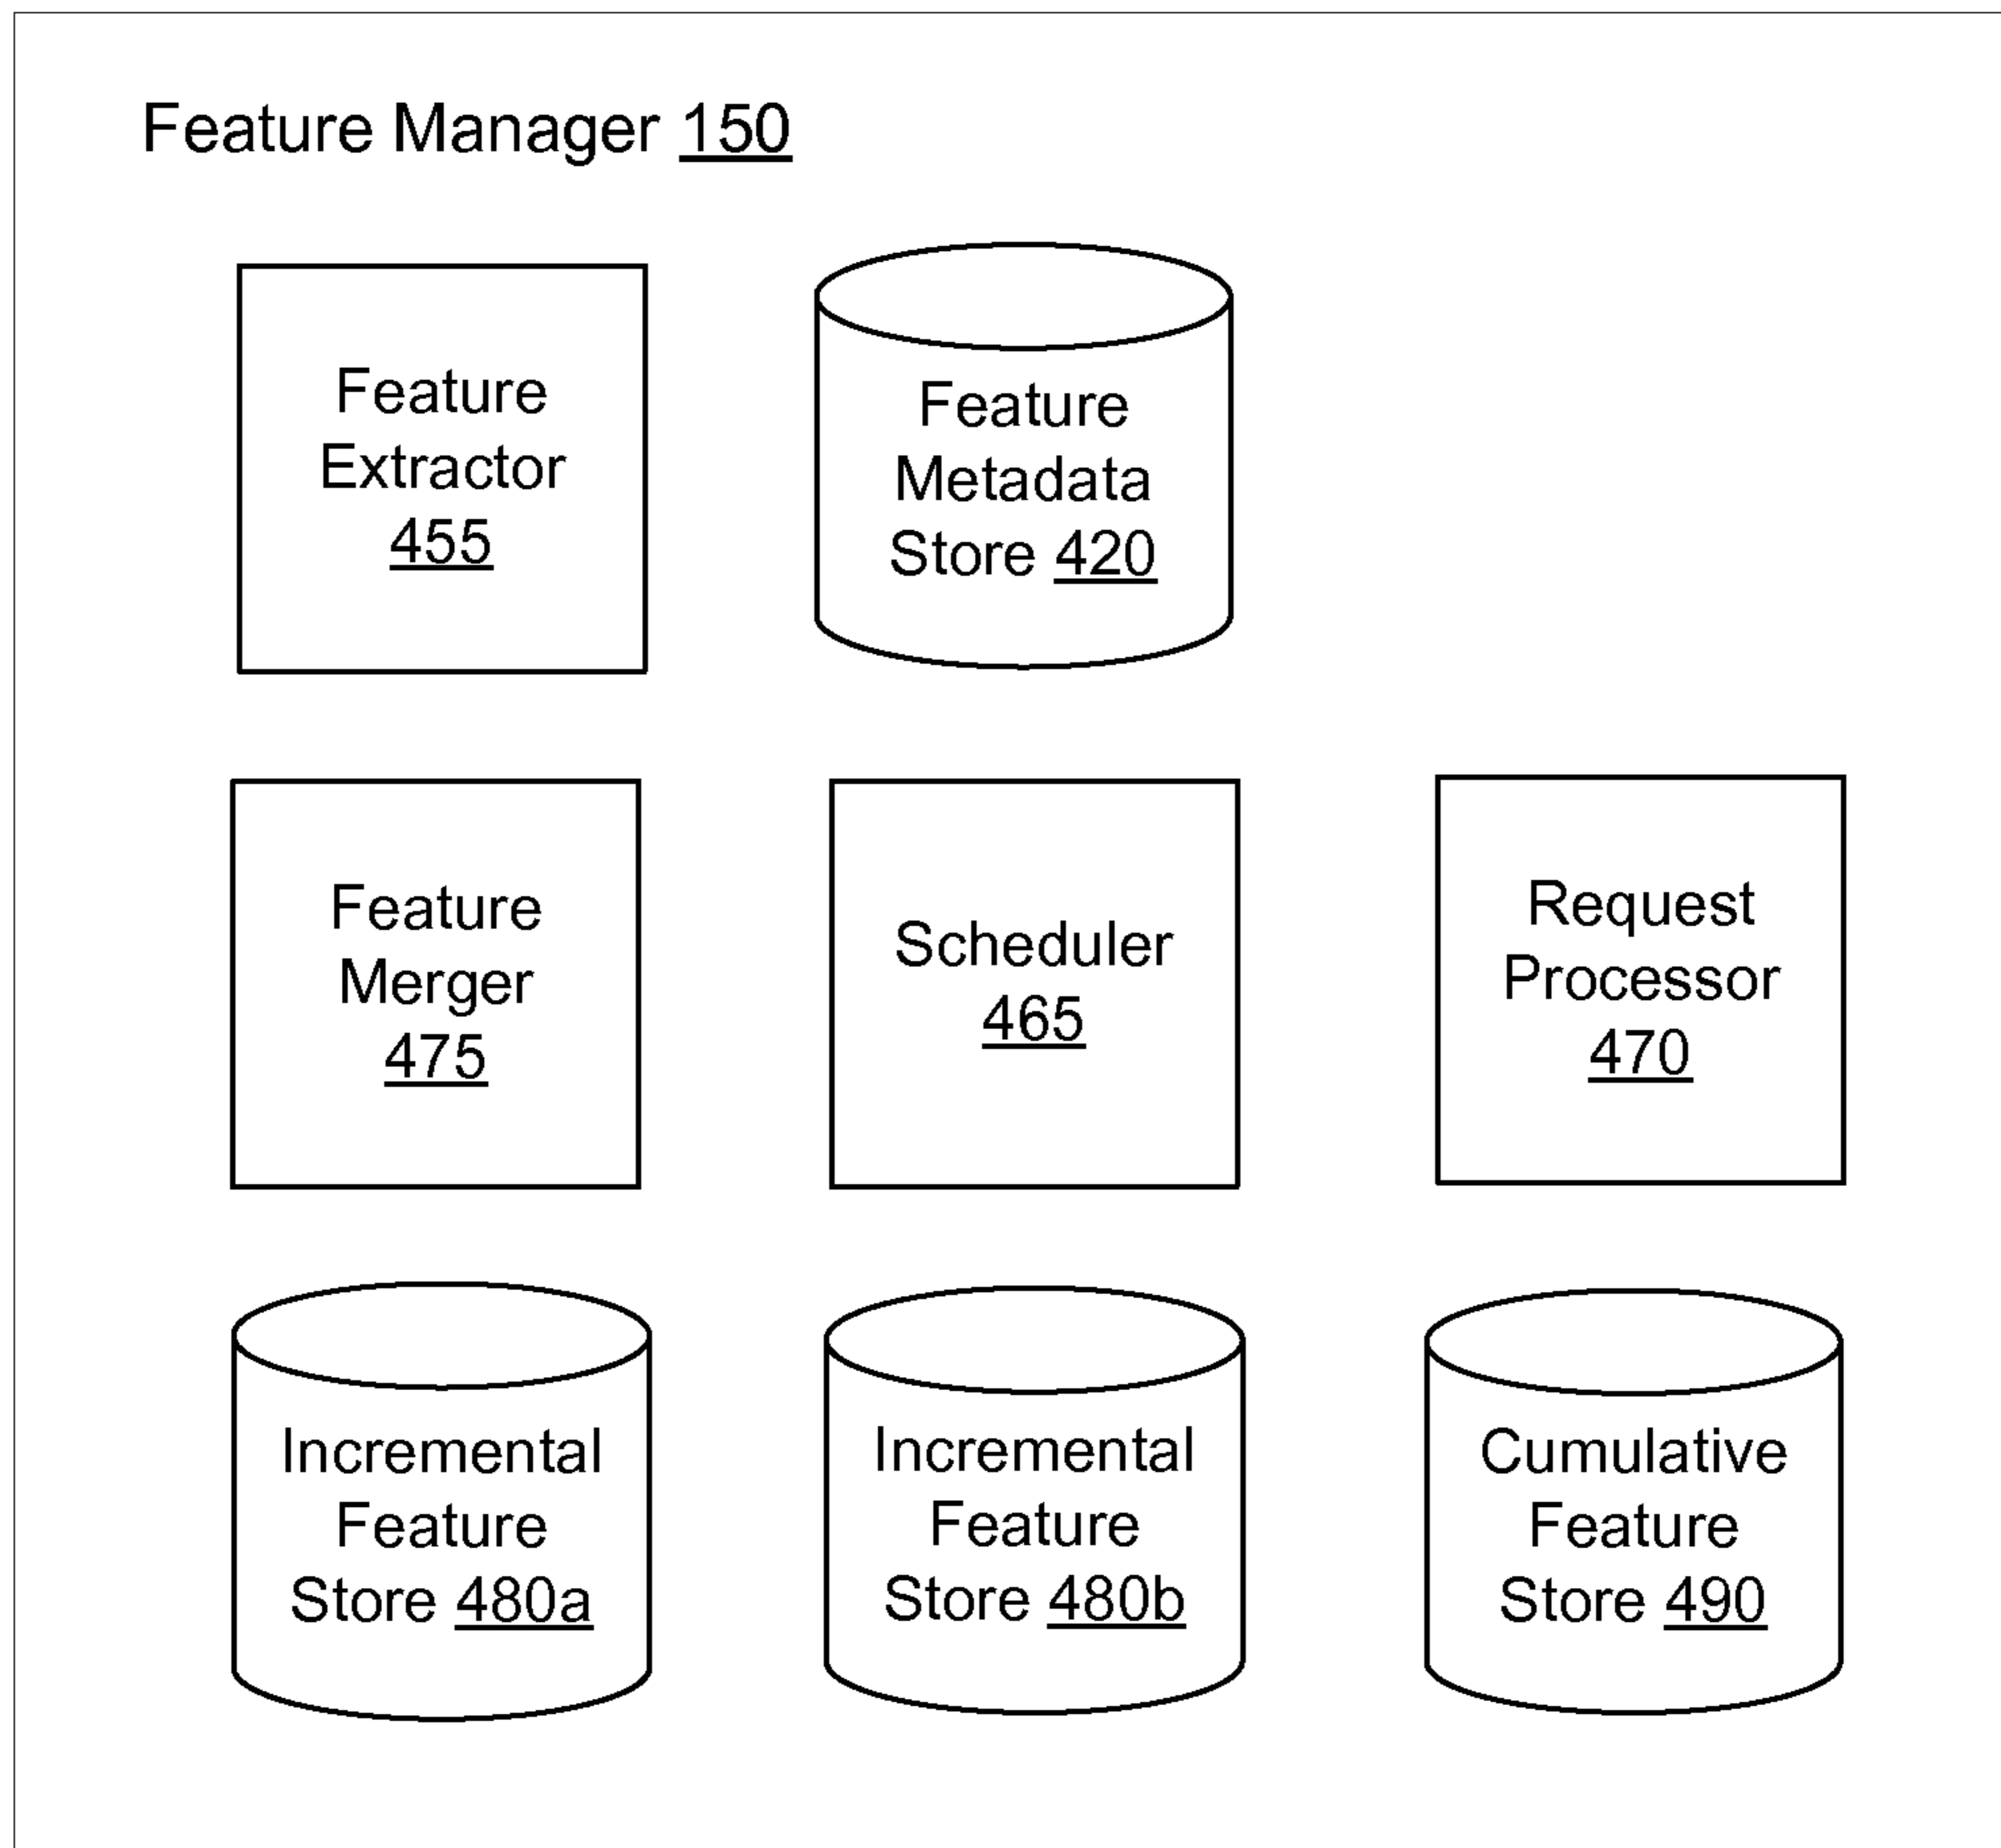 Feature Manager 150
Feature
Extractor
455
Feature
Metadata
Store 420
Feature
Merger
475
Scheduler
465
Request
Processor
470
Incremental
Feature
Store 480a
Incremental
Feature
Store 480b
Cumulative
Feature
Store 490